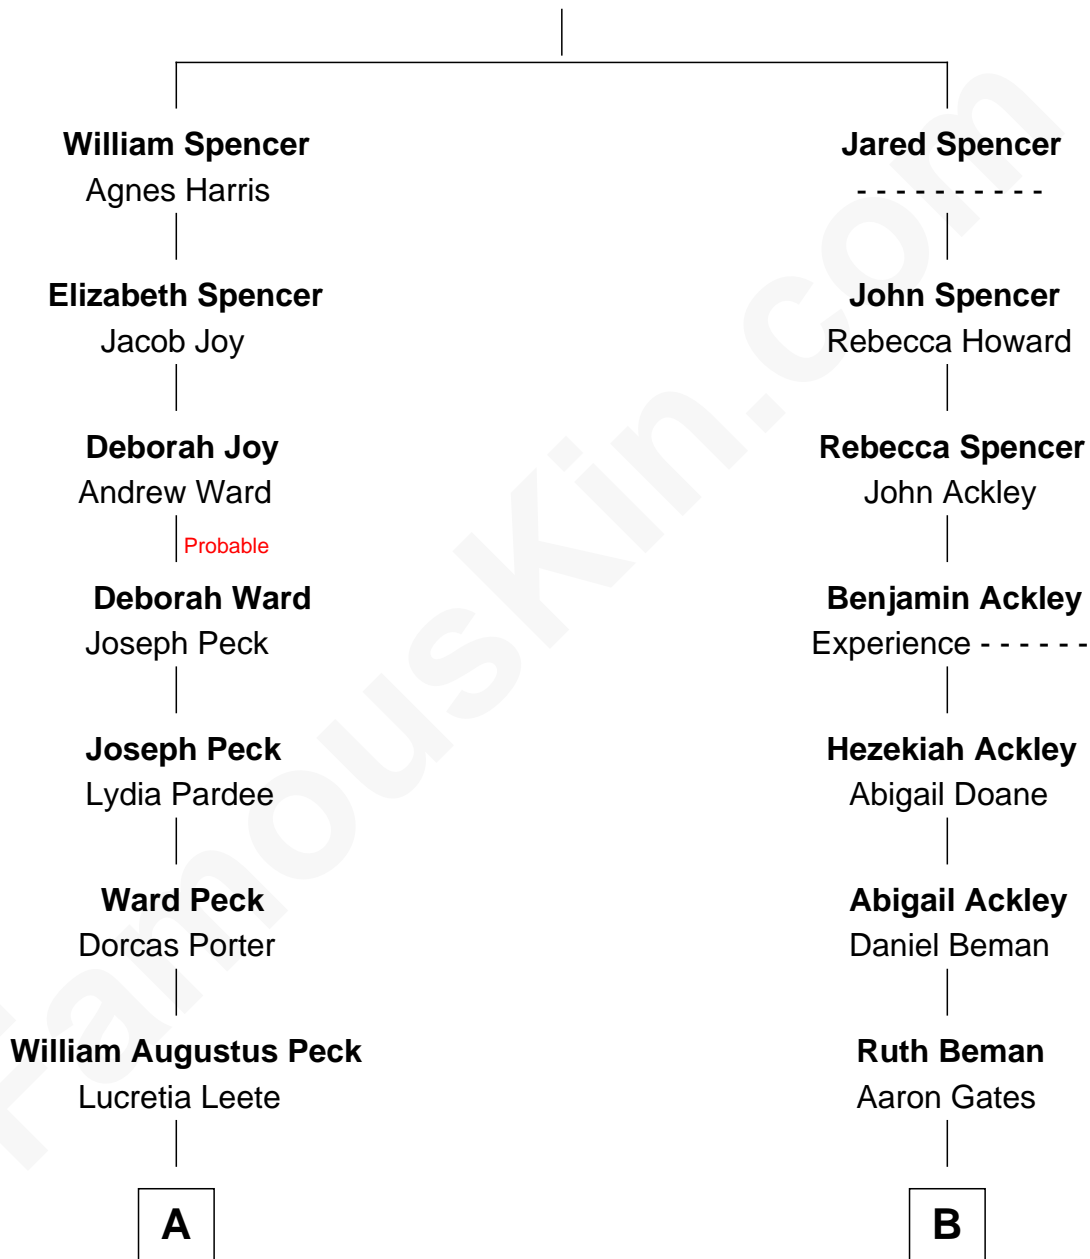 William Spencer
Agnes Harris
Elizabeth Spencer
Jacob Joy
Deborah Joy
Andrew Ward
Probable
Deborah Ward
Joseph Peck
Joseph Peck
Lydia Pardee
Ward Peck
Dorcas Porter
William Augustus Peck
Lucretia Leete
A
Jared Spencer
- - - - - - - - - -
John Spencer
Rebecca Howard
Rebecca Spencer
John Ackley
Benjamin Ackley
Experience - - - - - -
Hezekiah Ackley
Abigail Doane
Abigail Ackley
Daniel Beman
Ruth Beman
Aaron Gates
B
FamousKin.com